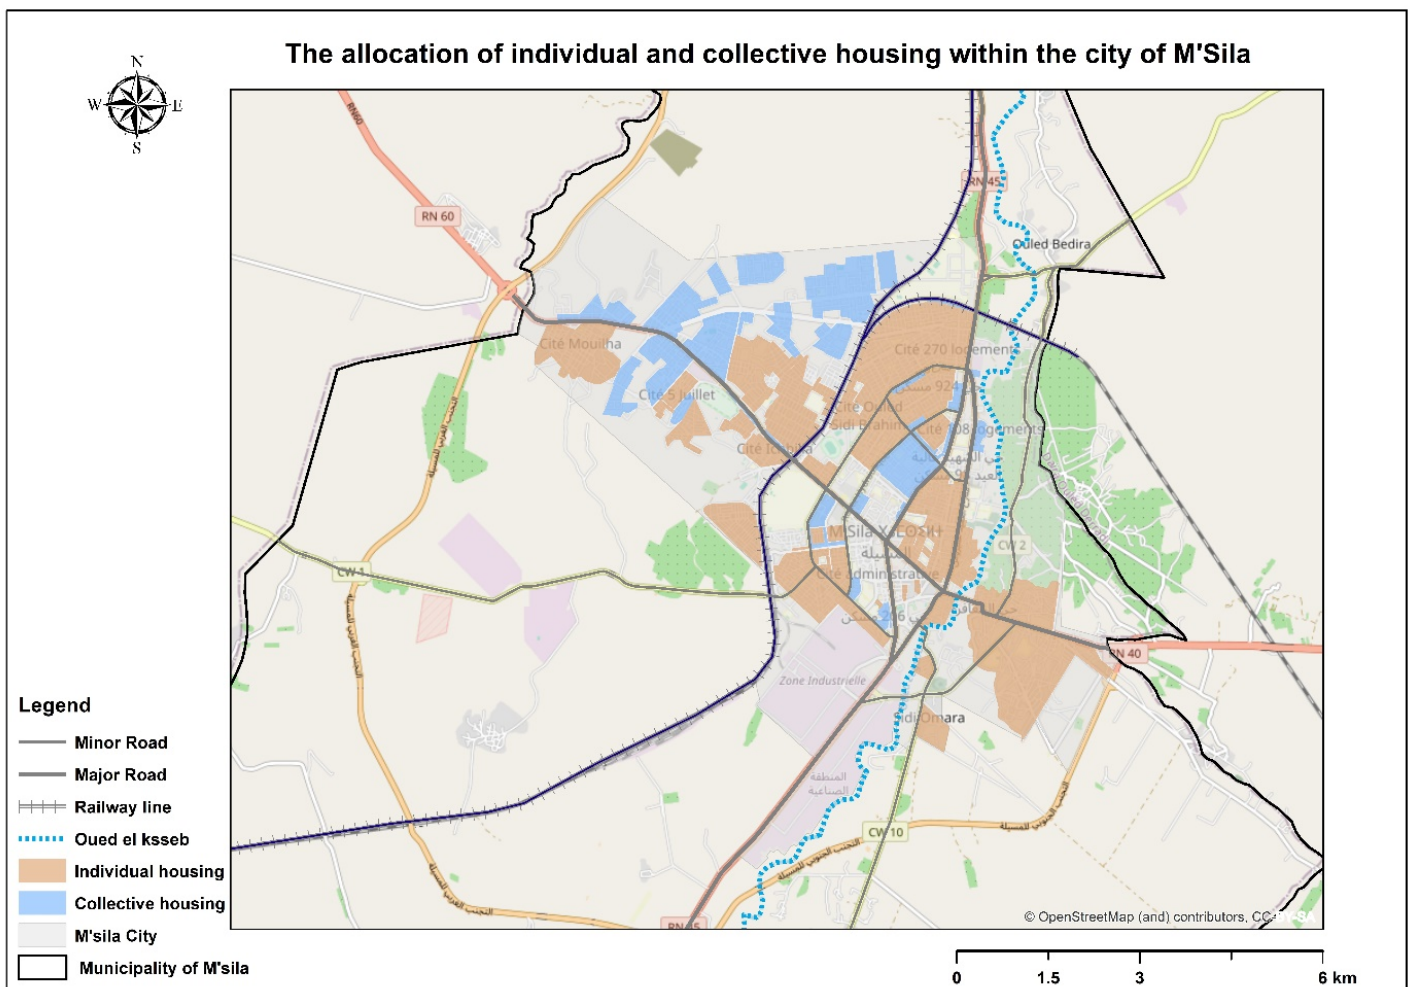 The allocation of individual and collective housing within the city of M'Sila
N
W E
S
RN60
RN 45
RN 60
Ouled Bedira
Cité Mouilha
Cité 270 logements
Cité 5 Juillet
Cité Ouled
Sidi Brahim
Cité 108 logements
Cité Ichbilia
M'Sila
المسيلة
CW 2
CW 1
Cité administrative
RN 40
Zone Industrielle
Sidi Omara
المنطقة
الصناعية
CW 10
© OpenStreetMap (and) contributors, CC-BY-SA
Legend
Minor Road
Major Road
Railway line
Oued el ksseb
Individual housing
Collective housing
M'sila City
Municipality of M'sila
0 1.5 3 6 km